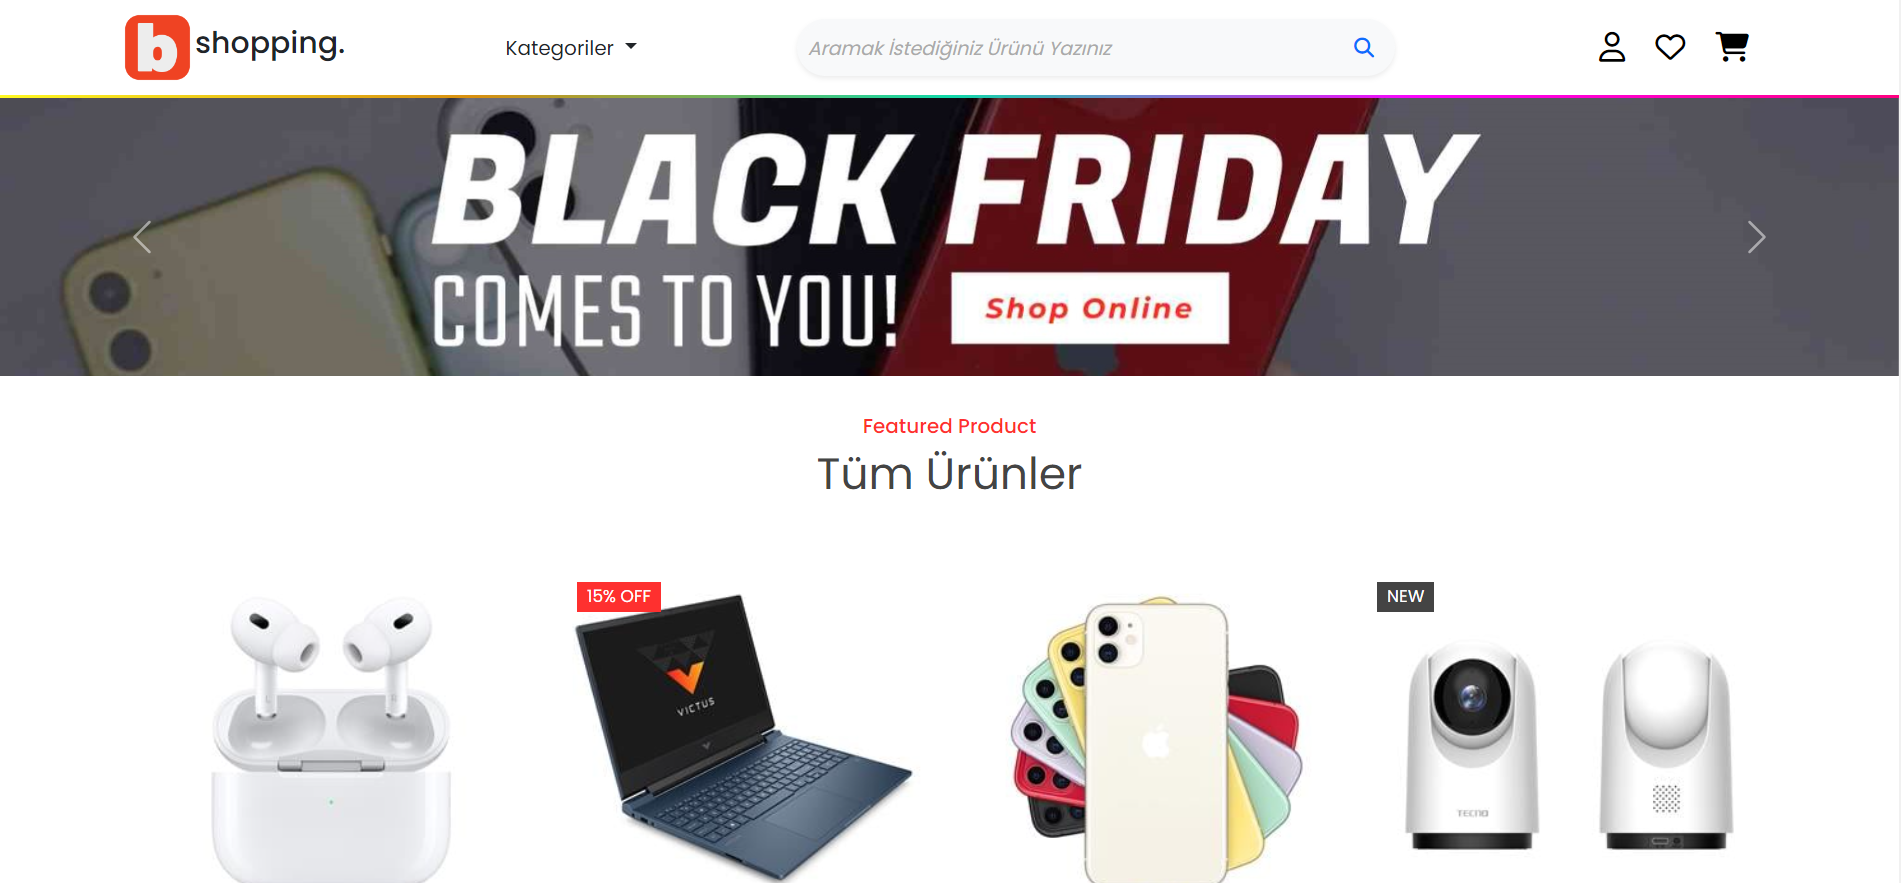 b shopping.
Kategoriler
Aramak İstediğiniz Ürünü Yazınız
BLACK FRIDAY
COMES TO YOU!
Shop Online
Featured Product
Tüm Ürünler
15% OFF
NEW
VICTUS
TECNO